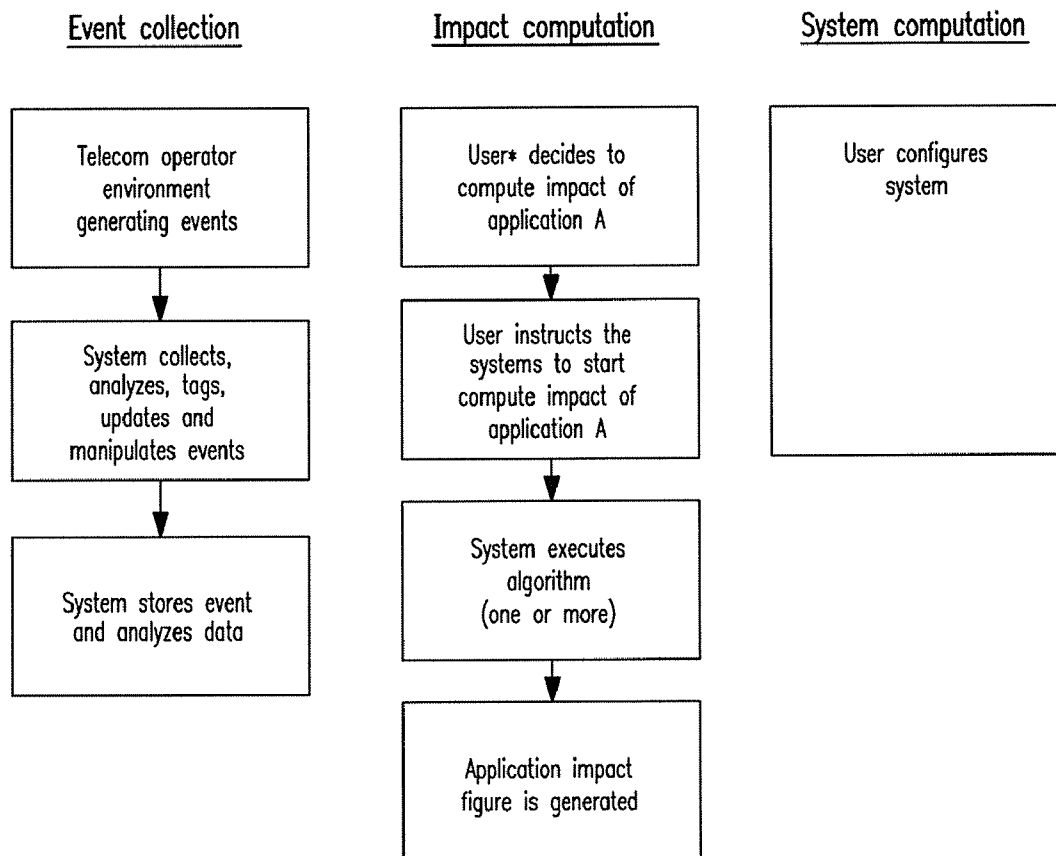 Event collection
Telecom operator
environment
generating events
System collects,
analyzes, tags,
updates and
manipulates events
System stores event
and analyzes data
Impact computation
User* decides to
compute impact of
application A
User instructs the
systems to start
compute impact of
application A
System executes
algorithm
(one or more)
Application impact
figure is generated
System computation
User configures
system